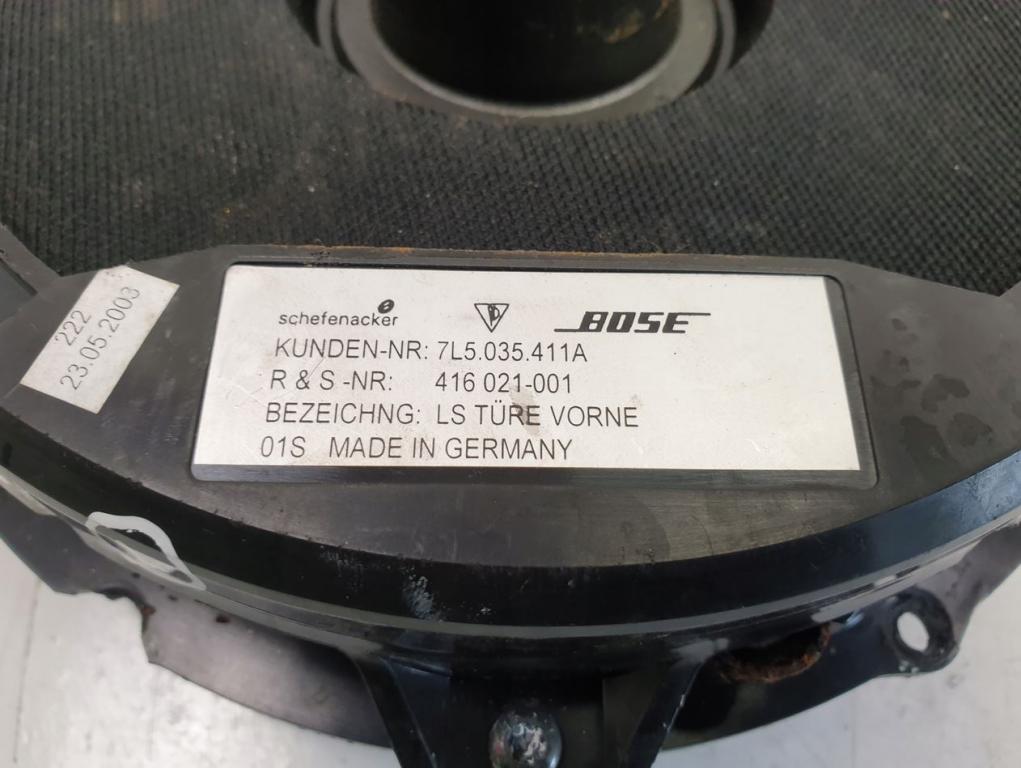 222
23.05.2003
schefenacker
BOSE
KUNDEN-NR: 7L5.035.411A
R & S -NR: 416 021-001
BEZEICHNG: LS TÜRE VORNE
01S MADE IN GERMANY